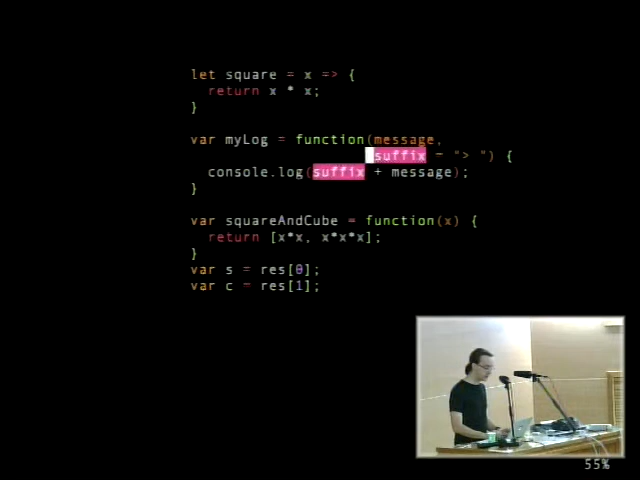 let square = x => {
  return x * x;
}
var myLog = function(message,
                    suffix = "> ") {
  console.log(suffix + message);
}
var squareAndCube = function(x) {
  return [x*x, x*x*x];
}
var s = res[0];
var c = res[1];
55%